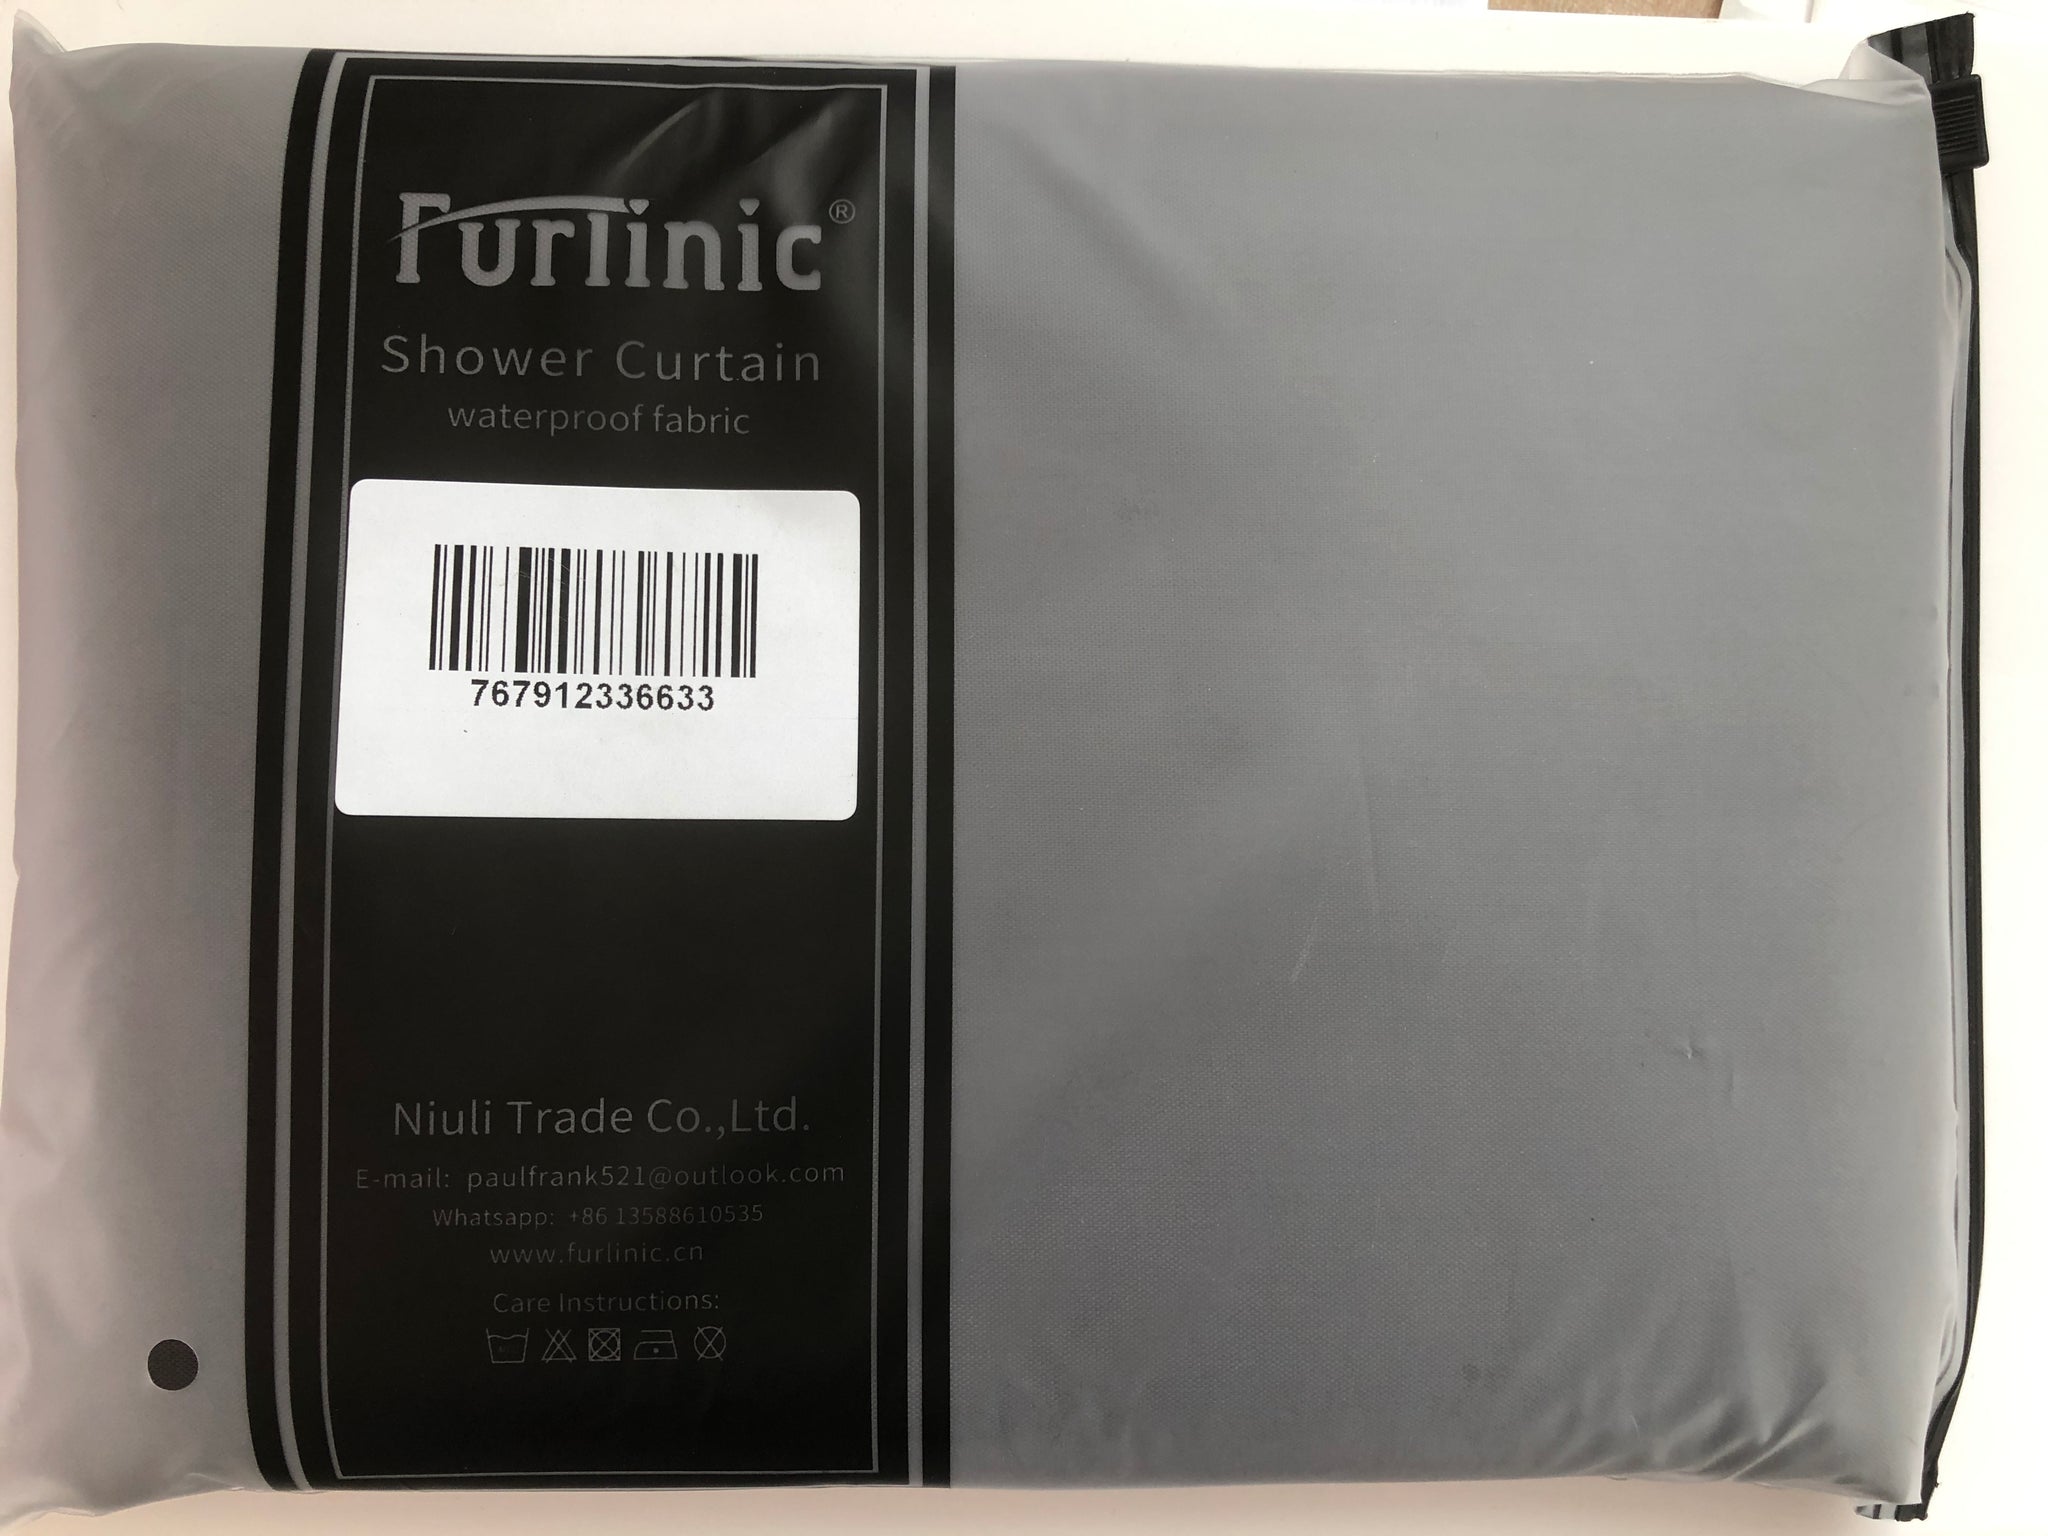 Furlinic®
Shower Curtain
waterproof fabric
767912336633
Niuli Trade Co.,Ltd.
E-mail: paulfrank521@outlook.com
Whatsapp: +86 13588610535
www.furlinic.cn
Care Instructions: